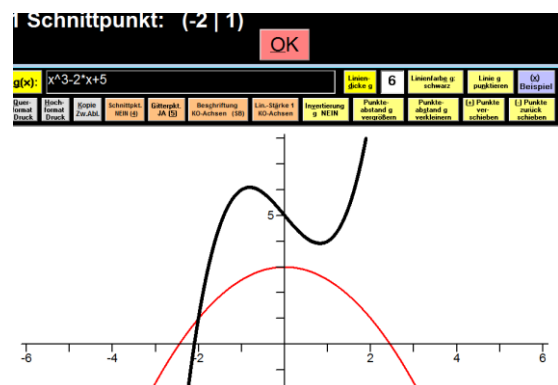 1 Schnittpunkt: (-2 | 1)
OK
g(x): x^3-2*x+5
Linien-
dicke g
6
Linienfarbe g:
schwarz
Linie g
punktieren
(x)
Beispiel
Quer-
format
Druck
Hoch-
format
Druck
Kopie
Zw.Abl.
Schnittpkt.
NEIN (4)
Gitterpkt.
JA (5)
Beschriftung
KO-Achsen (S8)
Lin.-Stärke 1
KO-Achsen
Invertierung
g NEIN
Punkte-
abstand g
vergrößern
Punkte-
abstand g
verkleinern
(+) Punkte
ver-
schieben
(-) Punkte
zurück
schieben
5
-6 -4 -2 2 4 6